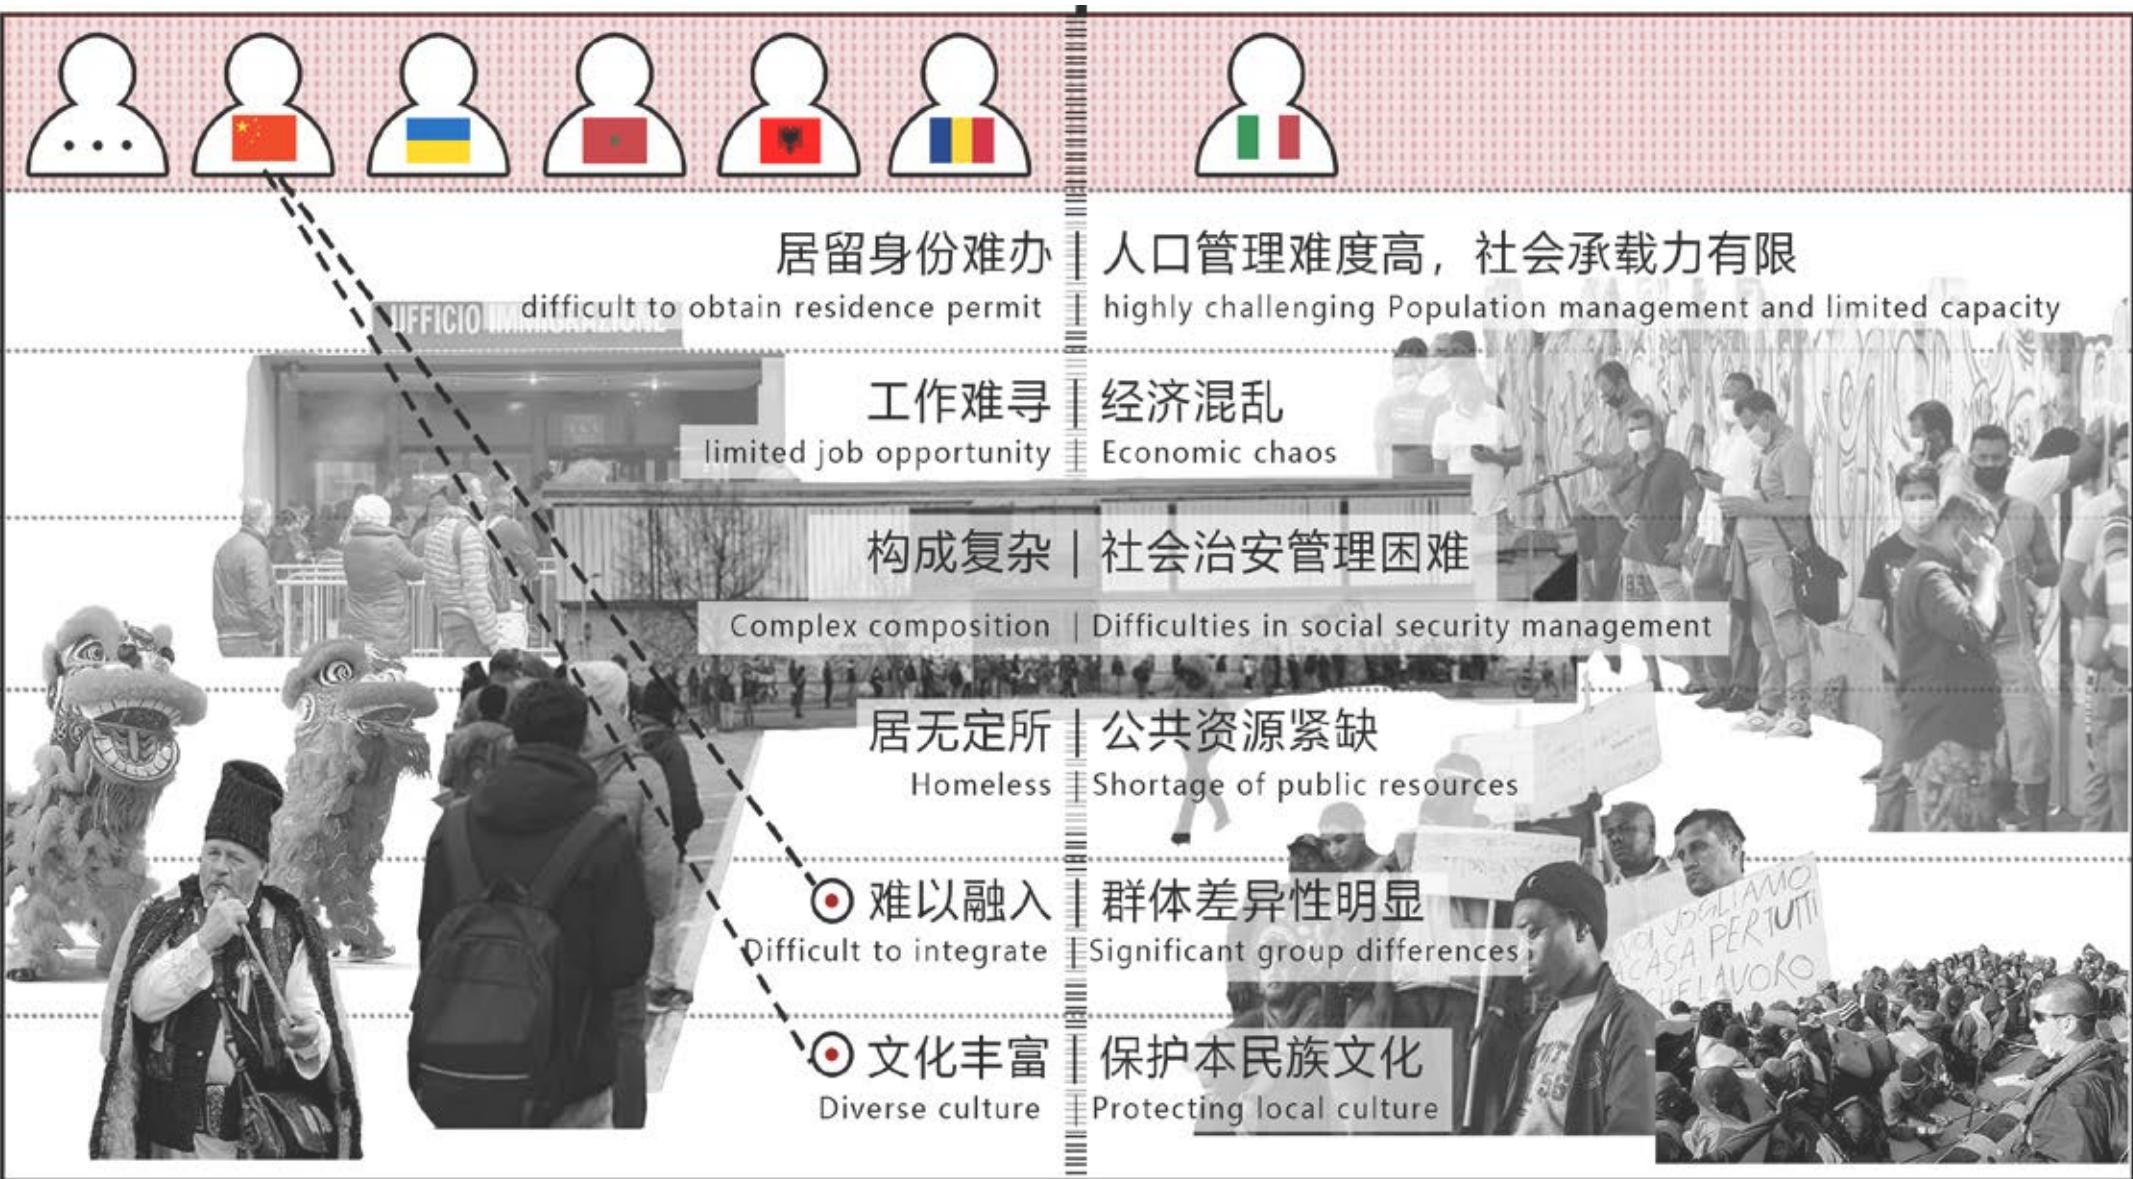 居留身份难办 | 人口管理难度高，社会承载力有限
difficult to obtain residence permit | highly challenging Population management and limited capacity
UFFICIO IMMIGRAZIONE
工作难寻 | 经济混乱
limited job opportunity | Economic chaos
构成复杂 | 社会治安管理困难
Complex composition | Difficulties in social security management
居无定所 | 公共资源紧缺
Homeless | Shortage of public resources
难以融入 | 群体差异性明显
Difficult to integrate | Significant group differences
NOI VOGLIAMO
CASA PER TUTTI
CHE LAVORO
文化丰富 | 保护本民族文化
Diverse culture | Protecting local culture